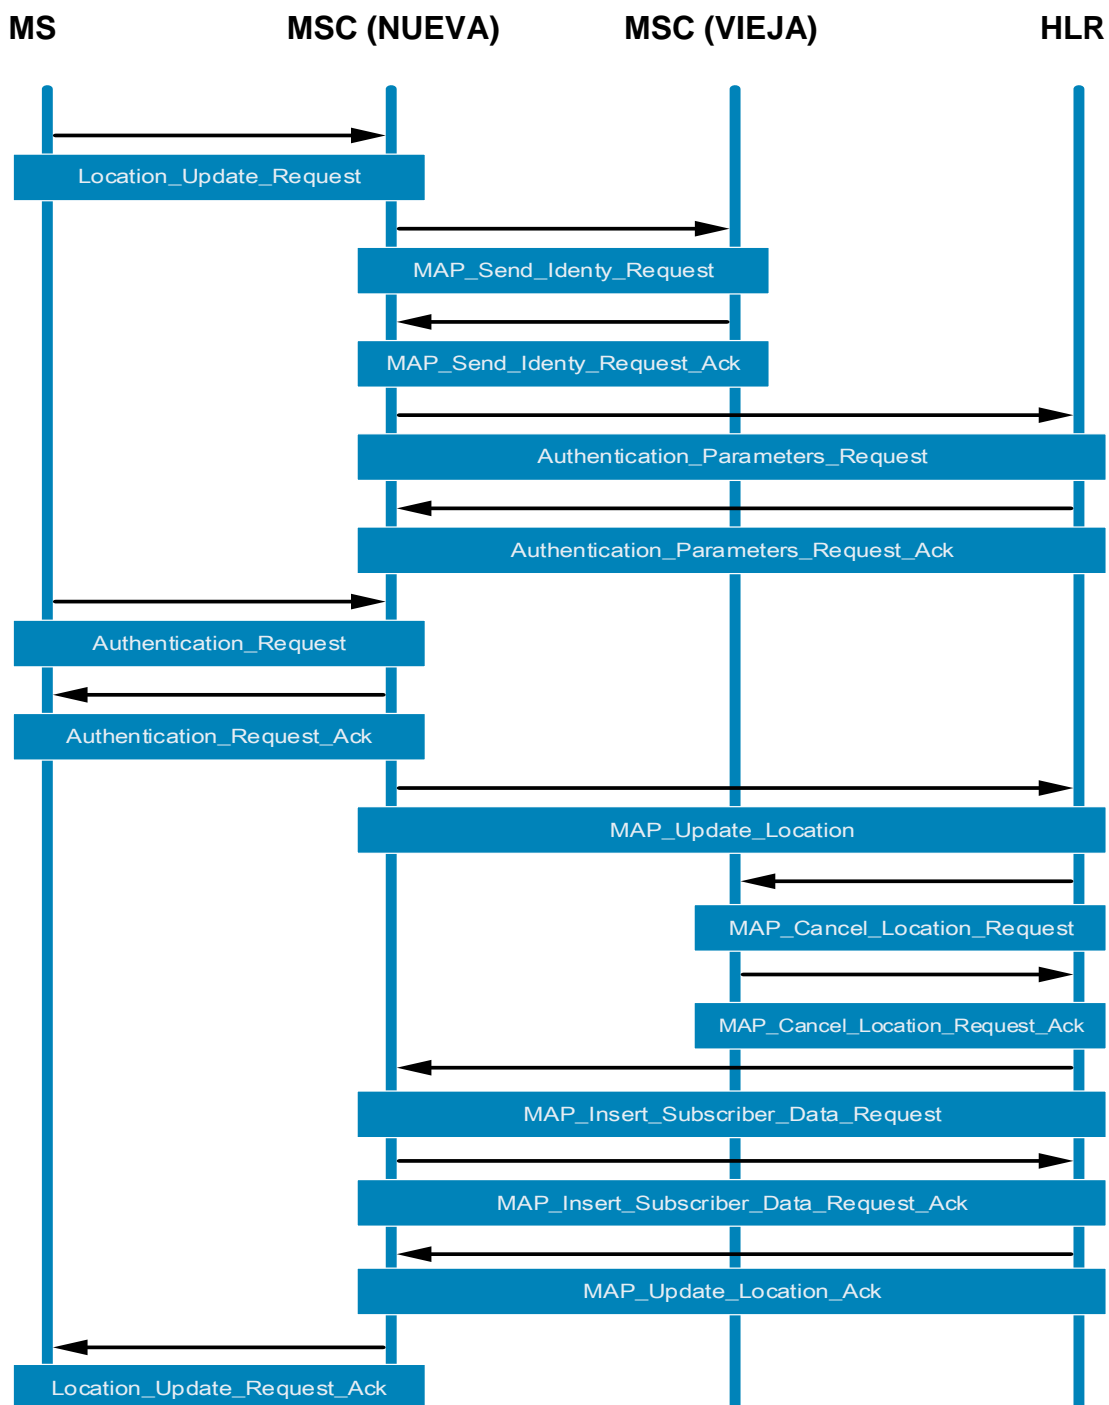 MS MSC (NUEVA) MSC (VIEJA) HLR
Location_Update_Request
MAP_Send_Identy_Request
MAP_Send_Identy_Request_Ack
Authentication_Parameters_Request
Authentication_Parameters_Request_Ack
Authentication_Request
Authentication_Request_Ack
MAP_Update_Location
MAP_Cancel_Location_Request
MAP_Cancel_Location_Request_Ack
MAP_Insert_Subscriber_Data_Request
MAP_Insert_Subscriber_Data_Request_Ack
MAP_Update_Location_Ack
Location_Update_Request_Ack